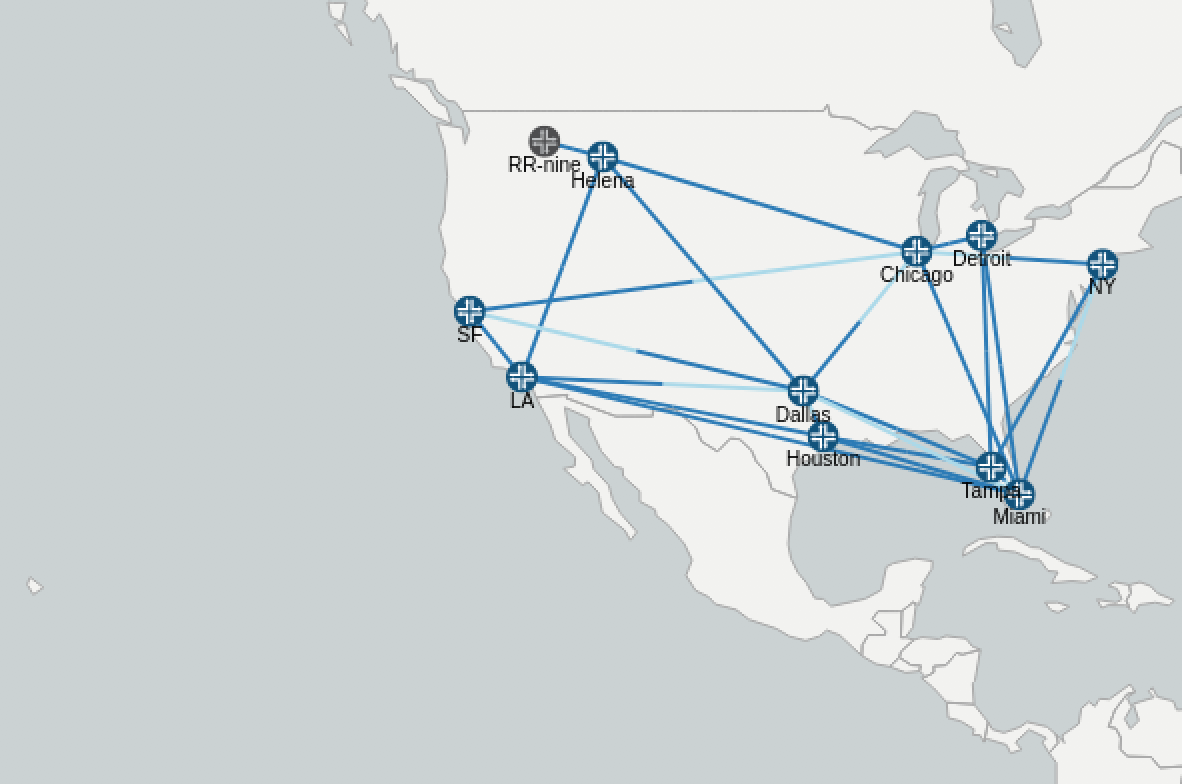 RR-nine
Helena
Chicago
Detroit
NY
SF
LA
Dallas
Houston
Tampa
Miami